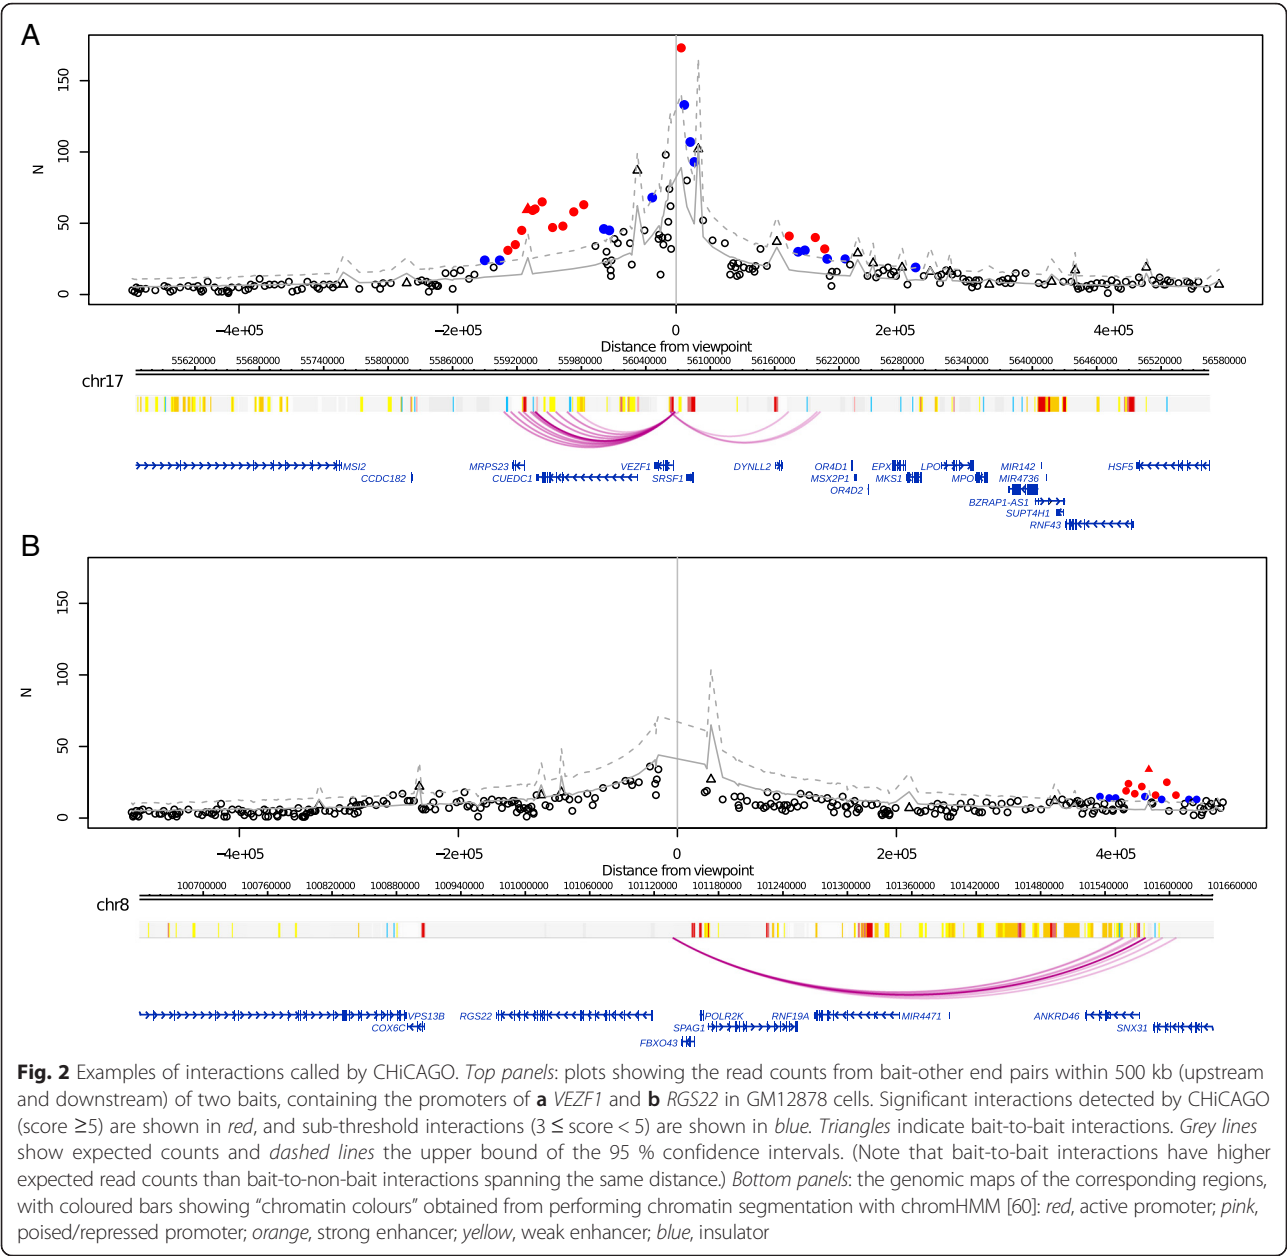 A
N
0
50
100
150
−4e+05
−2e+05
0
2e+05
4e+05
Distance from viewpoint
55620000 55680000 55740000 55800000 55860000 55920000 55980000 56040000 56100000 56160000 56220000 56280000 56340000 56400000 56460000 56520000 56580000
chr17
MSI2 MRPS23 VEZF1 DYNLL2 OR4D1 EPX LPO MIR142 HSF5
CCDC182 CUEDC1 SRSF1 MSX2P1 MKS1 MPO MIR4736
OR4D2 BZRAP1-AS1
SUPT4H1
RNF43
B
N
0
50
100
150
−4e+05
−2e+05
0
2e+05
4e+05
Distance from viewpoint
100700000 100760000 100820000 100880000 100940000 101000000 101060000 101120000 101180000 101240000 101300000 101360000 101420000 101480000 101540000 101600000 101660000
chr8
VPS13B RGS22 POLR2K RNF19A MIR4471 ANKRD46
COX6C SPAG1 SNX31
FBXO43
Fig. 2 Examples of interactions called by CHiCAGO. Top panels: plots showing the read counts from bait-other end pairs within 500 kb (upstream
and downstream) of two baits, containing the promoters of a VEZF1 and b RGS22 in GM12878 cells. Significant interactions detected by CHiCAGO
(score ≥5) are shown in red, and sub-threshold interactions (3 ≤ score < 5) are shown in blue. Triangles indicate bait-to-bait interactions. Grey lines
show expected counts and dashed lines the upper bound of the 95 % confidence intervals. (Note that bait-to-bait interactions have higher
expected read counts than bait-to-non-bait interactions spanning the same distance.) Bottom panels: the genomic maps of the corresponding regions,
with coloured bars showing “chromatin colours” obtained from performing chromatin segmentation with chromHMM [60]: red, active promoter; pink,
poised/repressed promoter; orange, strong enhancer; yellow, weak enhancer; blue, insulator